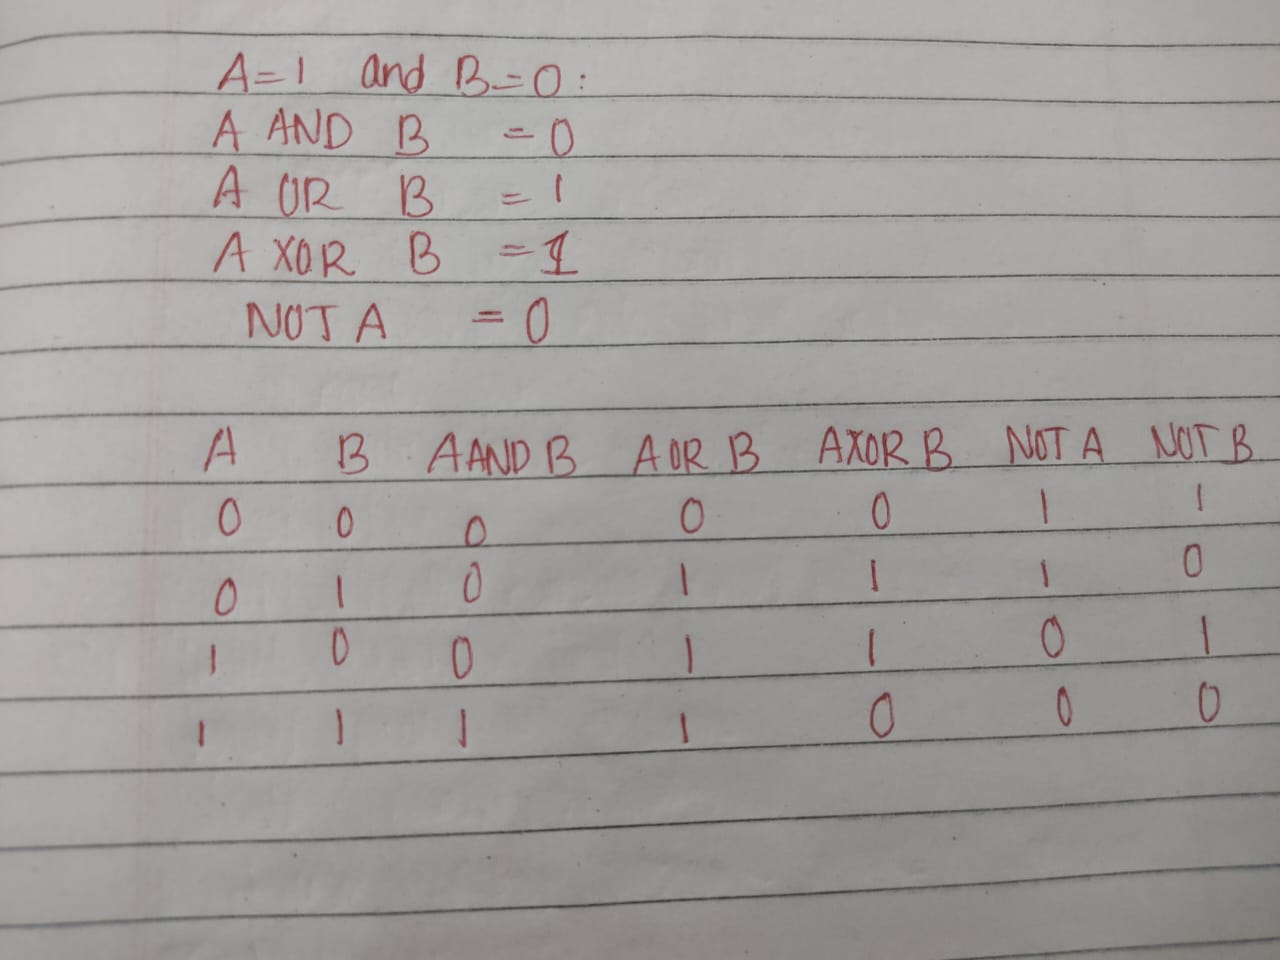 A=1 and B=0:
A AND B =0
A OR B =1
A XOR B =1
NOT A =0
A B A AND B A OR B A XOR B NOT A NOT B
0 0 0 0 0 1 1
0 1 0 1 1 1 0
1 0 0 1 1 0 1
1 1 1 1 0 0 0